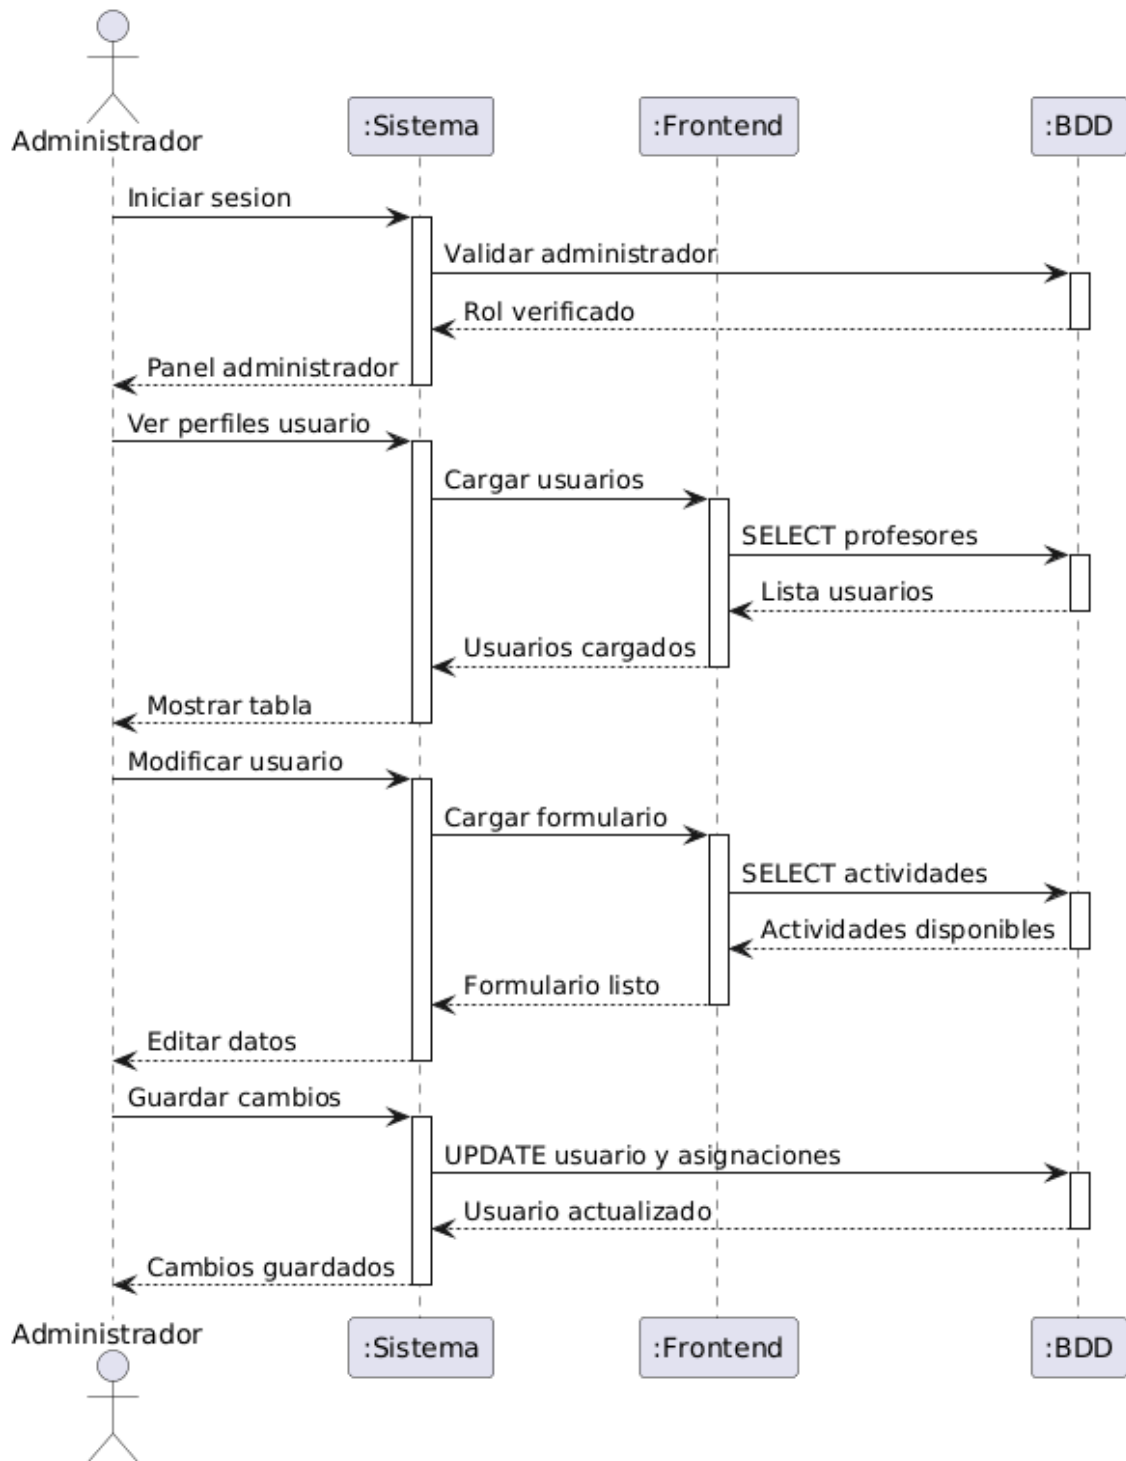 Administrador
:Sistema
:Frontend
:BDD
Iniciar sesion
Validar administrador
Rol verificado
Panel administrador
Ver perfiles usuario
Cargar usuarios
SELECT profesores
Lista usuarios
Usuarios cargados
Mostrar tabla
Modificar usuario
Cargar formulario
SELECT actividades
Actividades disponibles
Formulario listo
Editar datos
Guardar cambios
UPDATE usuario y asignaciones
Usuario actualizado
Cambios guardados
Administrador
:Sistema
:Frontend
:BDD